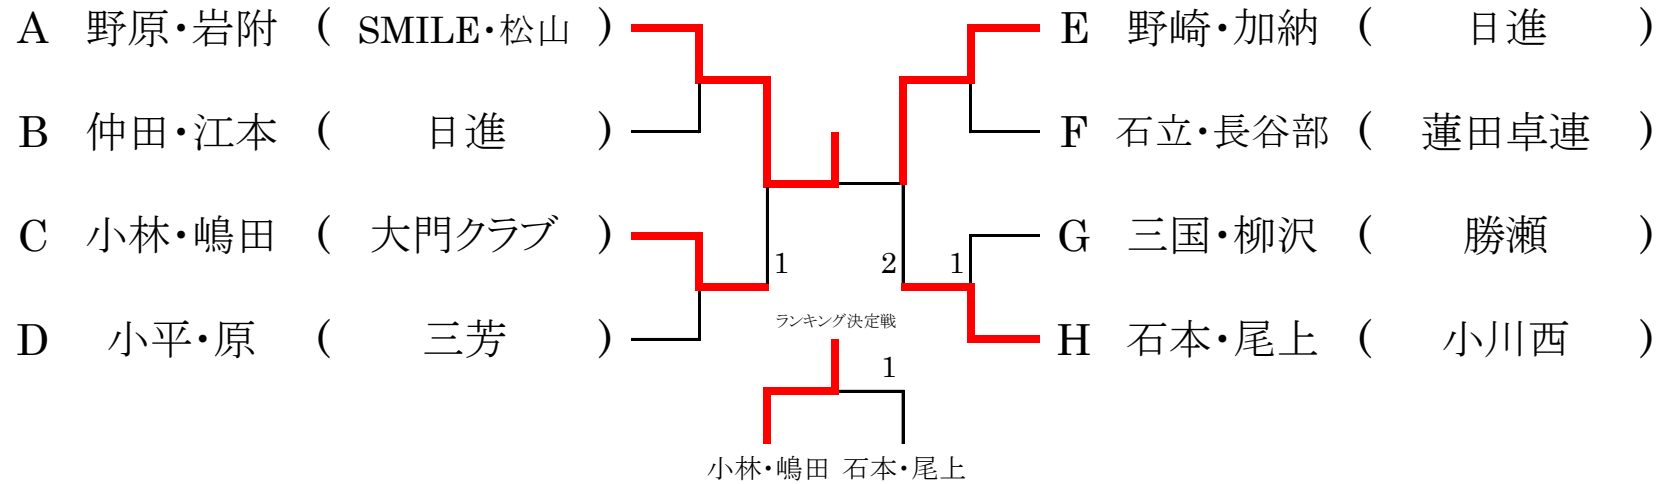 A 野原・岩附 ( SMILE・松山 ) E 野崎・加納 ( 日進 )
B 仲田・江本 ( 日進 ) F 石立・長谷部 ( 蓮田卓連 )
C 小林・嶋田 ( 大門クラブ ) G 三国・柳沢 ( 勝瀬 )
1 2 1
ランキング決定戦
D 小平・原 ( 三芳 ) H 石本・尾上 ( 小川西 )
1
小林・嶋田 石本・尾上